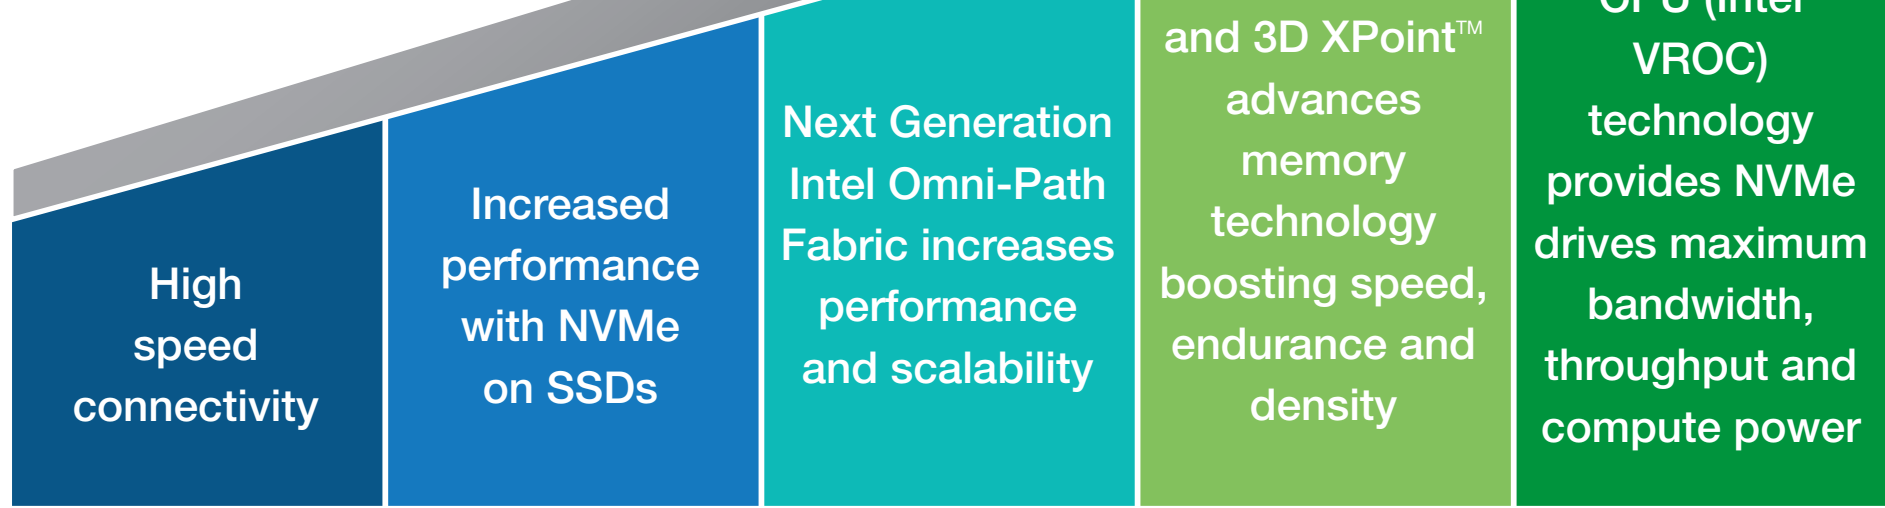 High
speed
connectivity
Increased
performance
with NVMe
on SSDs
Next Generation
Intel Omni-Path
Fabric increases
performance
and scalability
and 3D XPoint™
advances
memory
technology
boosting speed,
endurance and
density
CPU (Intel
VROC)
technology
provides NVMe
drives maximum
bandwidth,
throughput and
compute power